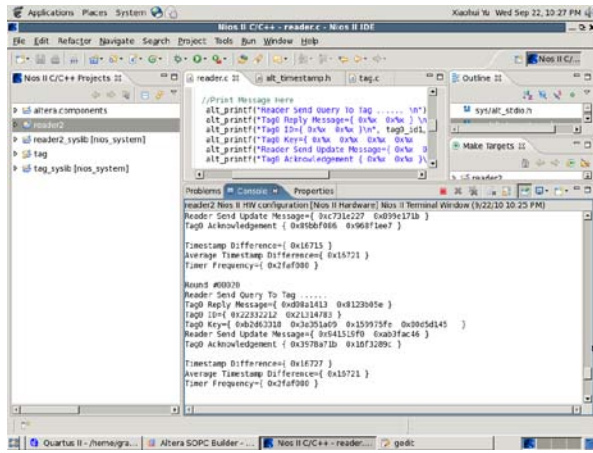 Applications Places System Xiaohui Yu Wed Sep 22, 10:27 PM
Nios II C/C++ - reader.c - Nios II IDE
File Edit Refactor Navigate Search Project Tools Run Window Help
Nios II C/...
Nios II C/C++ Projects
reader.c alt_timestamp.h tag.c
Outline
altera.components
reader2
reader2_syslib [nios_system]
tag
tag_syslib [nios_system]
//Print Message here
alt_printf("Reader Send Query To Tag ...... \n")
alt_printf("Tag0 Reply Message={ 0x%x 0x%x } \n
alt_printf("Tag0 ID={ 0x%x 0x%x }\n", tag0_id1,
alt_printf("Tag0 Key={ 0x%x 0x%x 0x%x 0x%x
alt_printf("Reader Send Update Message={ 0x%x 0
alt_printf("Tag0 Acknowledgement { 0x%x 0x%x }\
sys/alt_stdio.h
Make Targets
reader2
Problems Console Properties
reader2 Nios II HW configuration [Nios II Hardware] Nios II Terminal Window (9/22/10 10:25 PM)
Reader Send Update Message={ 0xc731e227 0x899e171b }
Tag0 Acknowledgement { 0x89bbf086 0x968f1ee7 }
Timestamp Difference={ 0x16715 }
Average Timestamp Difference={ 0x16721 }
Timer Frequency={ 0x2faf080 }
Round #00020
Reader Send Query To Tag ......
Tag0 Reply Message={ 0xd08a1413 0x8123b05e }
Tag0 ID={ 0x22332212 0x21314783 }
Tag0 Key={ 0xb2d63318 0x3a351a09 0x159975fe 0x00d5d145 }
Reader Send Update Message={ 0x941519f0 0xab3fac46 }
Tag0 Acknowledgement { 0x3978a71b 0x18f3289c }
Timestamp Difference={ 0x16727 }
Average Timestamp Difference={ 0x16721 }
Timer Frequency={ 0x2faf080 }
Quartus II - /home/gra... Altera SOPC Builder - ... Nios II C/C++ - reader.... gedit